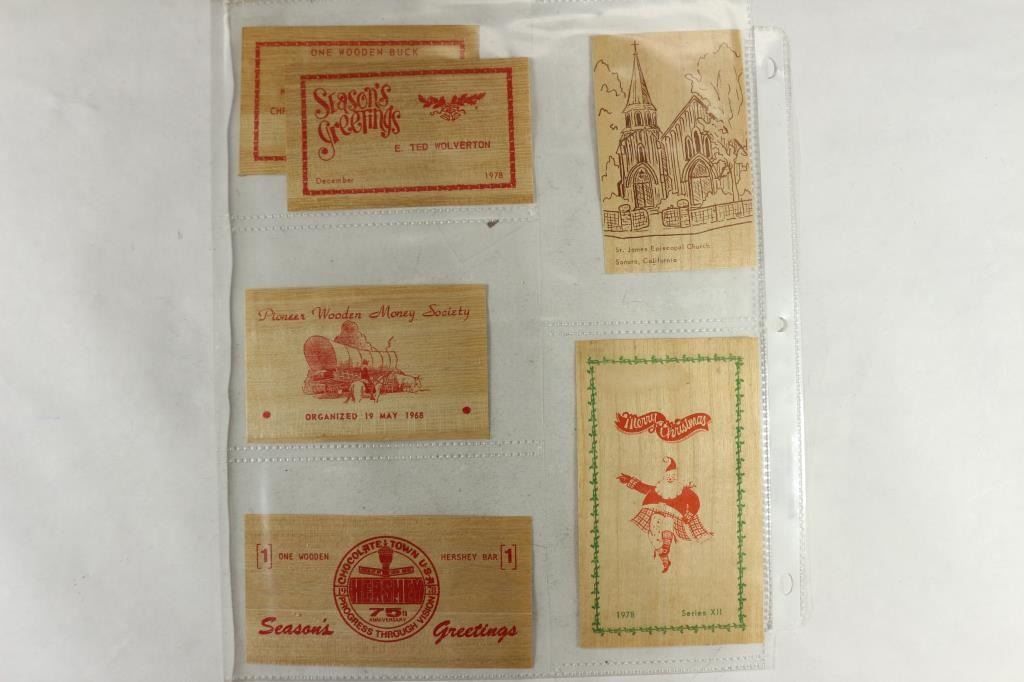 ONE WOODEN BUCK
Season's
Greetings
E. TED WOLVERTON
December 1978
St. James Episcopal Church
Sonora, California
Pioneer Wooden Money Society
ORGANIZED 19 MAY 1968
Merry Christmas
1978 Series XII
1 ONE WOODEN HERSHEY BAR 1
CHOCOLATE TOWN U.S.A.
HERSHEY
75th
ANNIVERSARY
PROGRESS THROUGH VISION
Season's Greetings